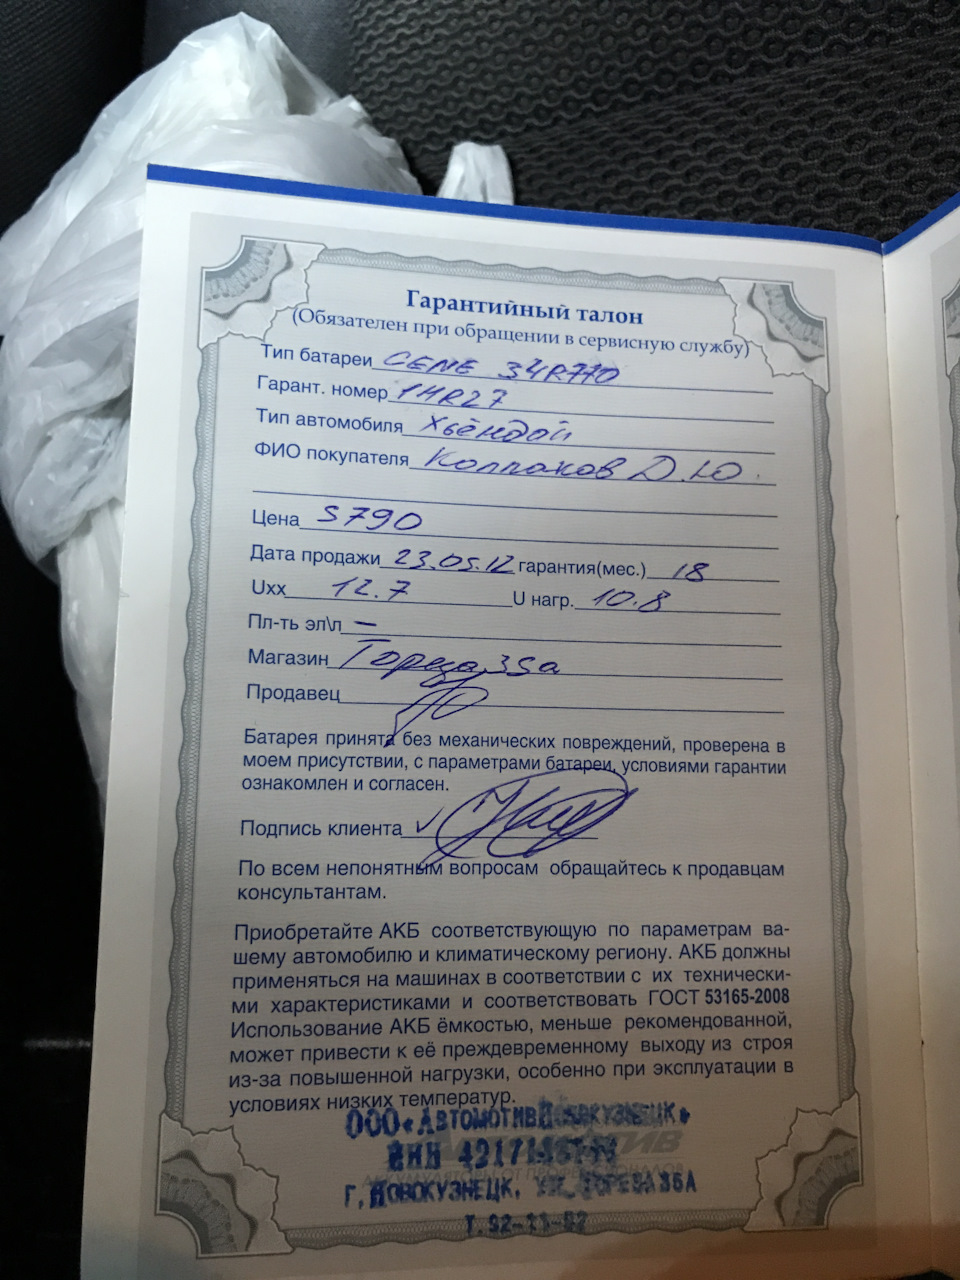 Гарантийный талон
(Обязателен при обращении в сервисную службу)
Тип батареи CENE 34R770
Гарант. номер 1HR27
Тип автомобиля Хьёндай
ФИО покупателя Колпаков Д.Ю.
Цена 5790
Дата продажи 23.05.12 гарантия(мес.) 18
Uxx 12.7 U нагр. 10.8
Пл-ть эл\л —
Магазин 35а
Продавец
Батарея принята без механических повреждений, проверена в
моем присутствии, с параметрами батареи, условиями гарантии
ознакомлен и согласен.
Подпись клиента ✓
По всем непонятным вопросам обращайтесь к продавцам
консультантам.
Приобретайте АКБ соответствующую по параметрам ва-
шему автомобилю и климатическому региону. АКБ должны
применяться на машинах в соответствии с их технически-
ми характеристиками и соответствовать ГОСТ 53165-2008
Использование АКБ ёмкостью, меньше рекомендованной,
может привести к её преждевременному выходу из строя
из-за повышенной нагрузки, особенно при эксплуатации в
условиях низких температур.
ООО «АвтомотивНовокузнецк»
ИНН
г. Новокузнецк,